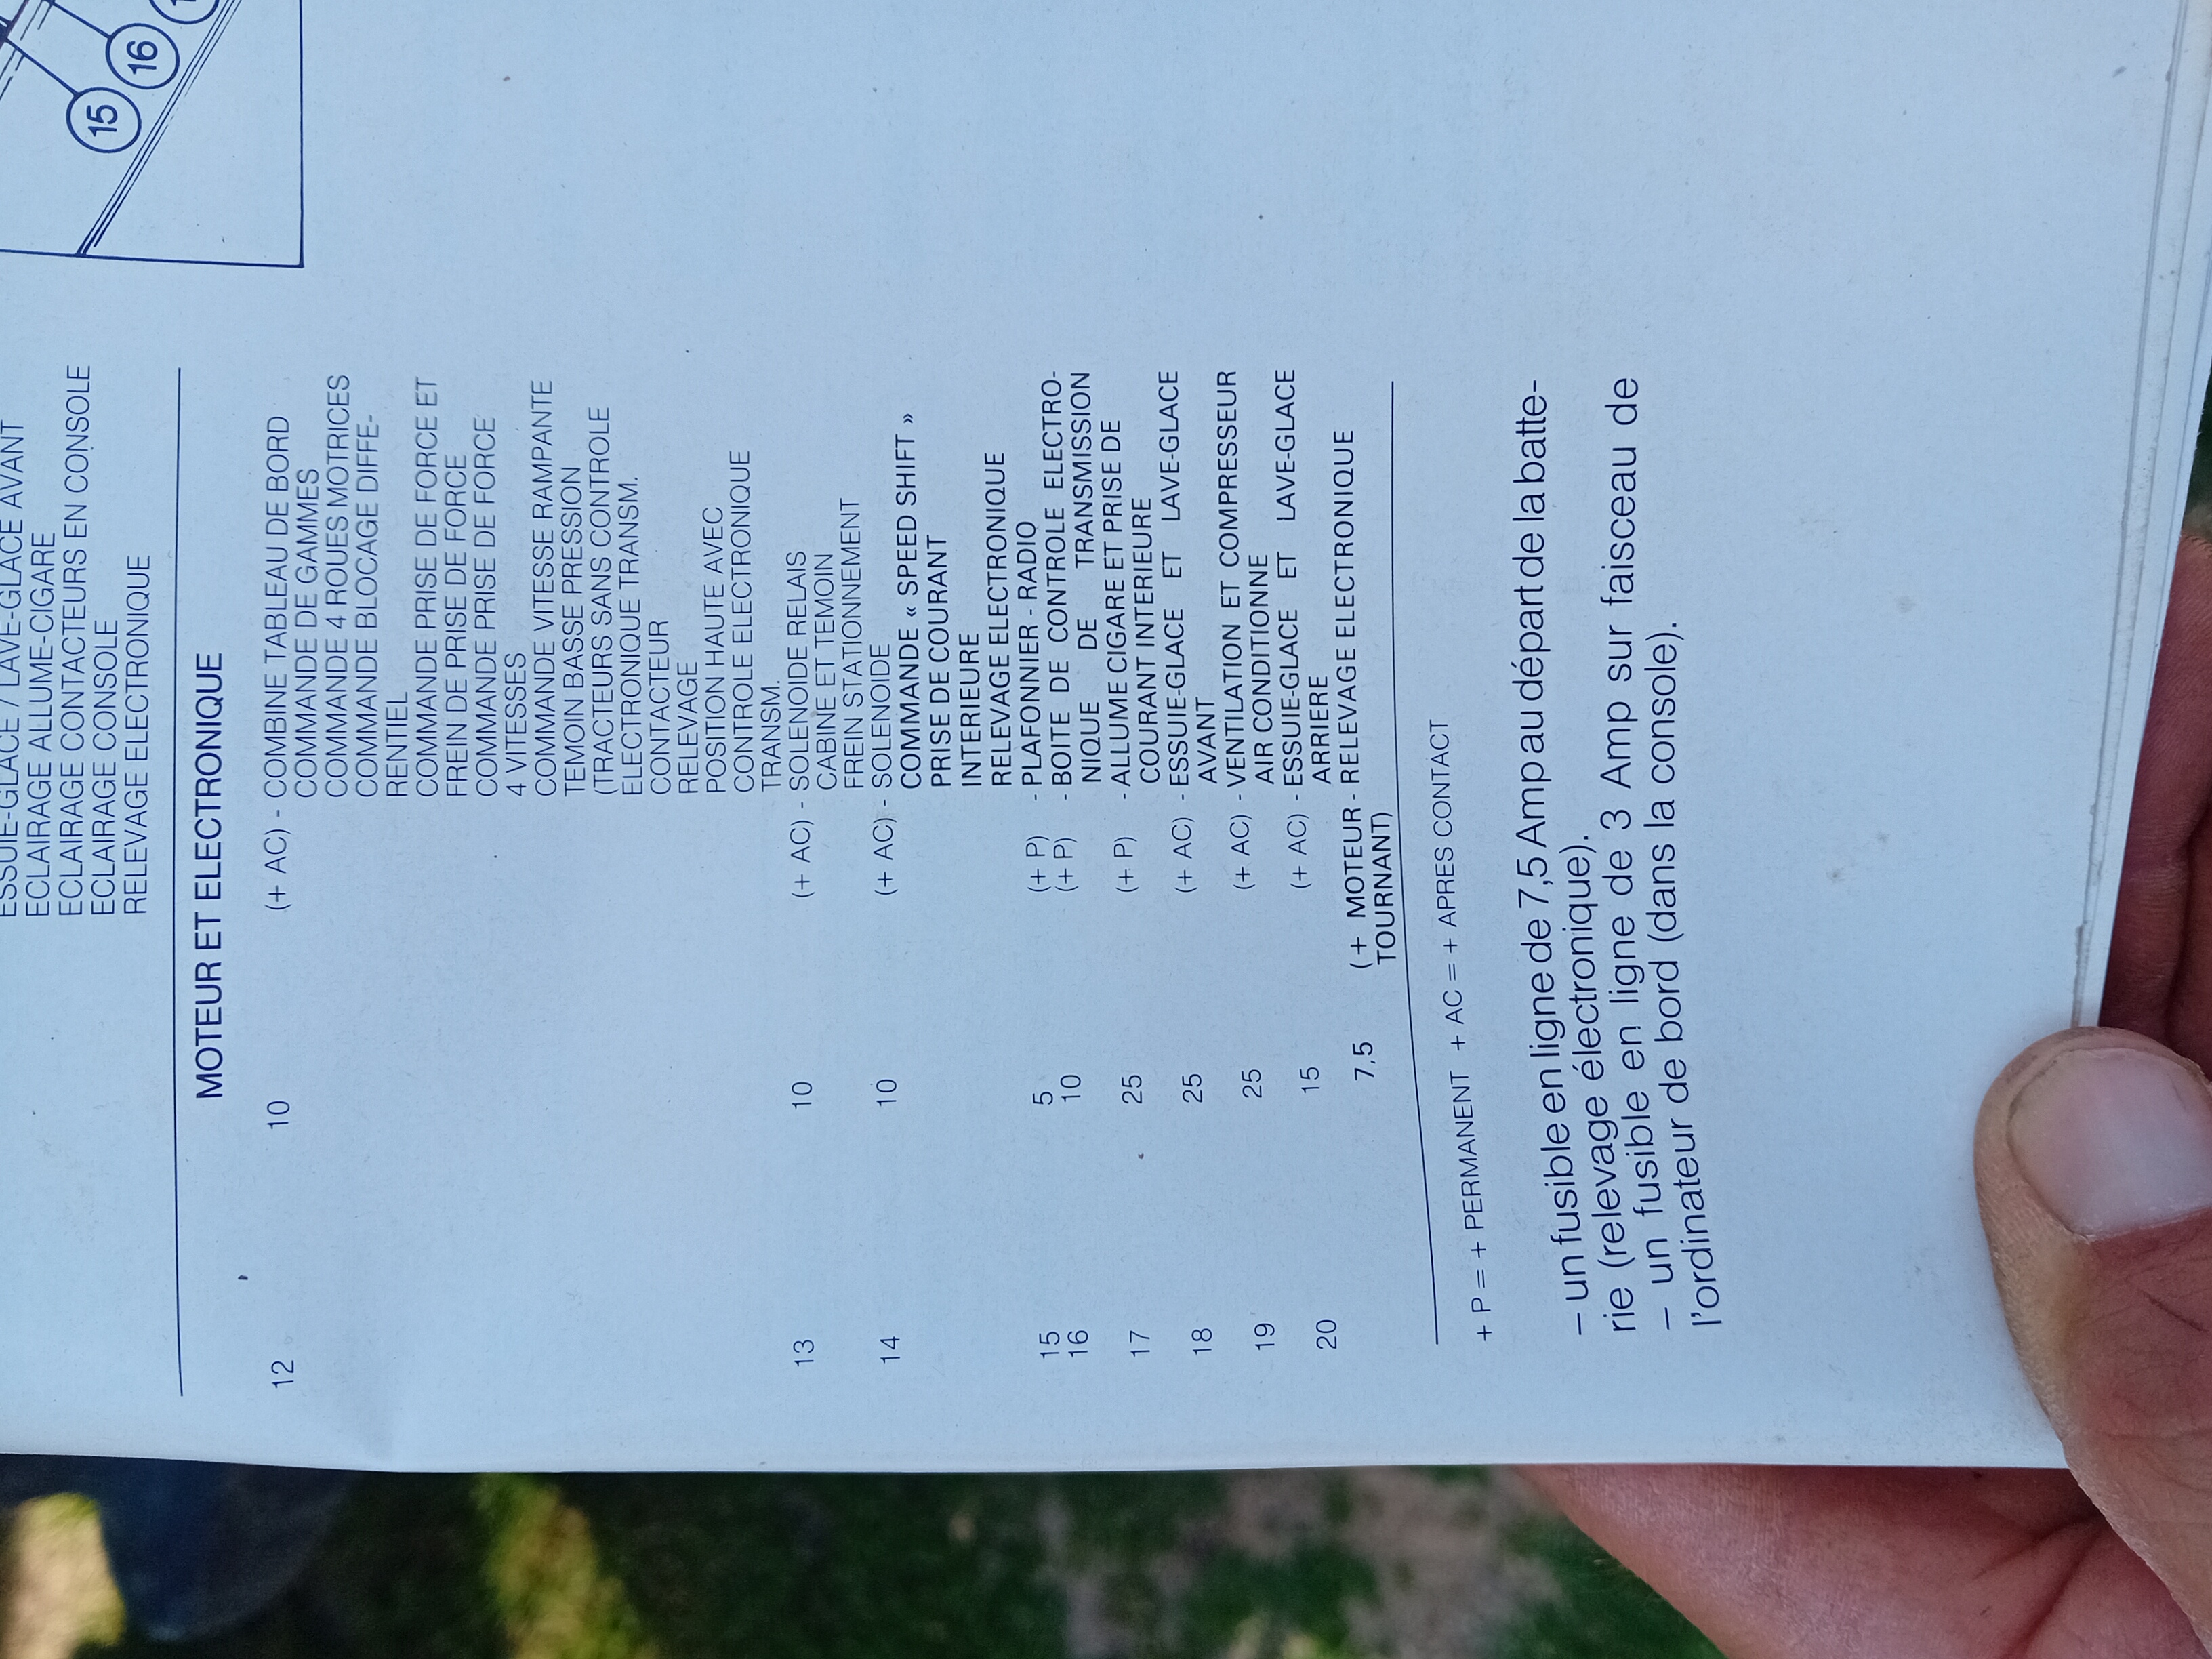 ESSUIE-GLACE / LAVE-GLACE AVANT
ECLAIRAGE ALLUME-CIGARE
ECLAIRAGE CONTACTEURS EN CONSOLE
ECLAIRAGE CONSOLE
RELEVAGE ELECTRONIQUE
15
16
MOTEUR ET ELECTRONIQUE
12 10 (+ AC) - COMBINE TABLEAU DE BORD
COMMANDE DE GAMMES
COMMANDE 4 ROUES MOTRICES
COMMANDE BLOCAGE DIFFE-
RENTIEL
COMMANDE PRISE DE FORCE ET
FREIN DE PRISE DE FORCE
COMMANDE PRISE DE FORCE
4 VITESSES
COMMANDE VITESSE RAMPANTE
TEMOIN BASSE PRESSION
(TRACTEURS SANS CONTROLE
ELECTRONIQUE TRANSM.
CONTACTEUR
RELEVAGE
POSITION HAUTE AVEC
CONTROLE ELECTRONIQUE
TRANSM.
13 10 (+ AC) - SOLENOIDE RELAIS
CABINE ET TEMOIN
FREIN STATIONNEMENT
14 10 (+ AC) - SOLENOIDE
COMMANDE « SPEED SHIFT »
PRISE DE COURANT
INTERIEURE
RELEVAGE ELECTRONIQUE
15 5 (+ P) - PLAFONNIER - RADIO
16 10 (+ P) - BOITE DE CONTROLE ELECTRO-
NIQUE DE TRANSMISSION
17 25 (+ P) - ALLUME CIGARE ET PRISE DE
COURANT INTERIEURE
18 25 (+ AC) - ESSUIE-GLACE ET LAVE-GLACE
AVANT
19 25 (+ AC) - VENTILATION ET COMPRESSEUR
AIR CONDITIONNE
20 15 (+ AC) - ESSUIE-GLACE ET LAVE-GLACE
ARRIERE
7,5 (+ MOTEUR - RELEVAGE ELECTRONIQUE
TOURNANT)
+ P = + PERMANENT + AC = + APRES CONTACT
– un fusible en ligne de 7,5 Amp au départ de la batte-
rie (relevage électronique).
– un fusible en ligne de 3 Amp sur faisceau de
l'ordinateur de bord (dans la console).